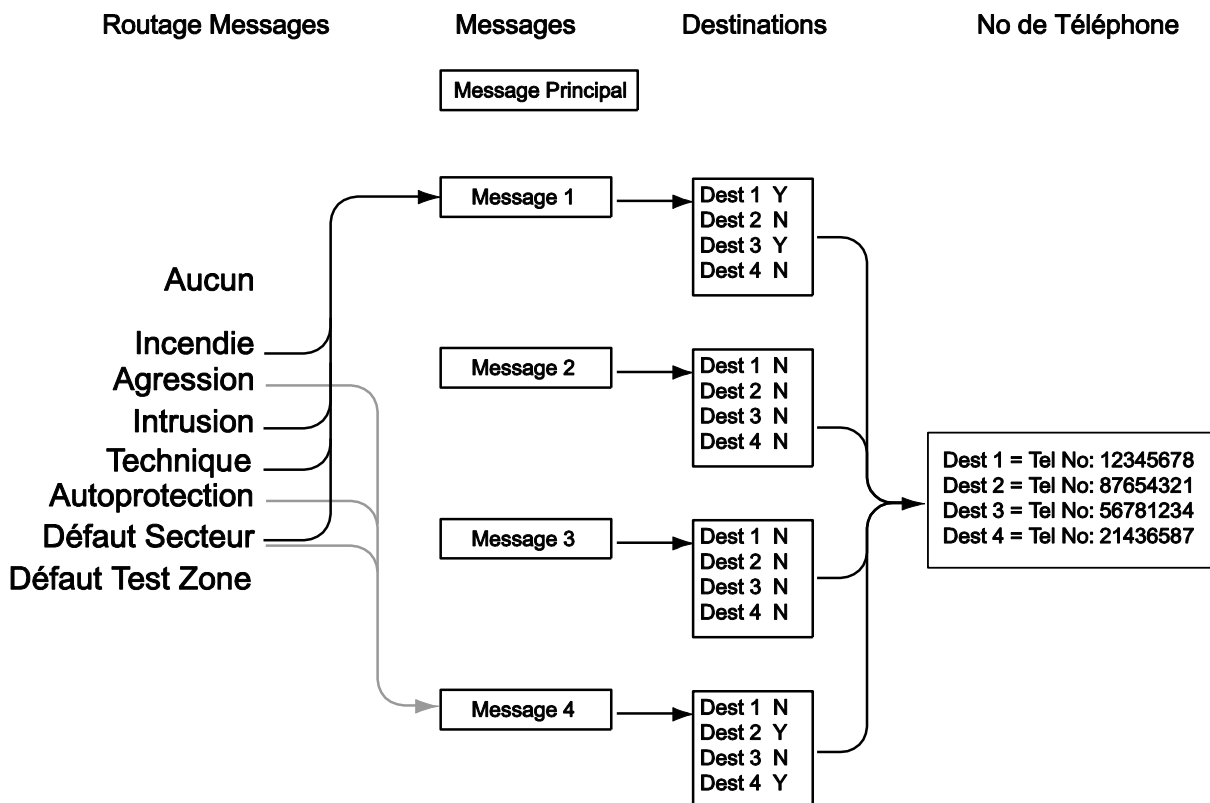 Routage Messages
Messages
Destinations
No de Téléphone
Message Principal
Aucun
Incendie
Agression
Intrusion
Technique
Autoprotection
Défaut Secteur
Défaut Test Zone
Message 1
Message 2
Message 3
Message 4
Dest 1 Y
Dest 2 N
Dest 3 Y
Dest 4 N
Dest 1 N
Dest 2 N
Dest 3 N
Dest 4 N
Dest 1 N
Dest 2 N
Dest 3 N
Dest 4 N
Dest 1 N
Dest 2 Y
Dest 3 N
Dest 4 Y
Dest 1 = Tel No: 12345678
Dest 2 = Tel No: 87654321
Dest 3 = Tel No: 56781234
Dest 4 = Tel No: 21436587